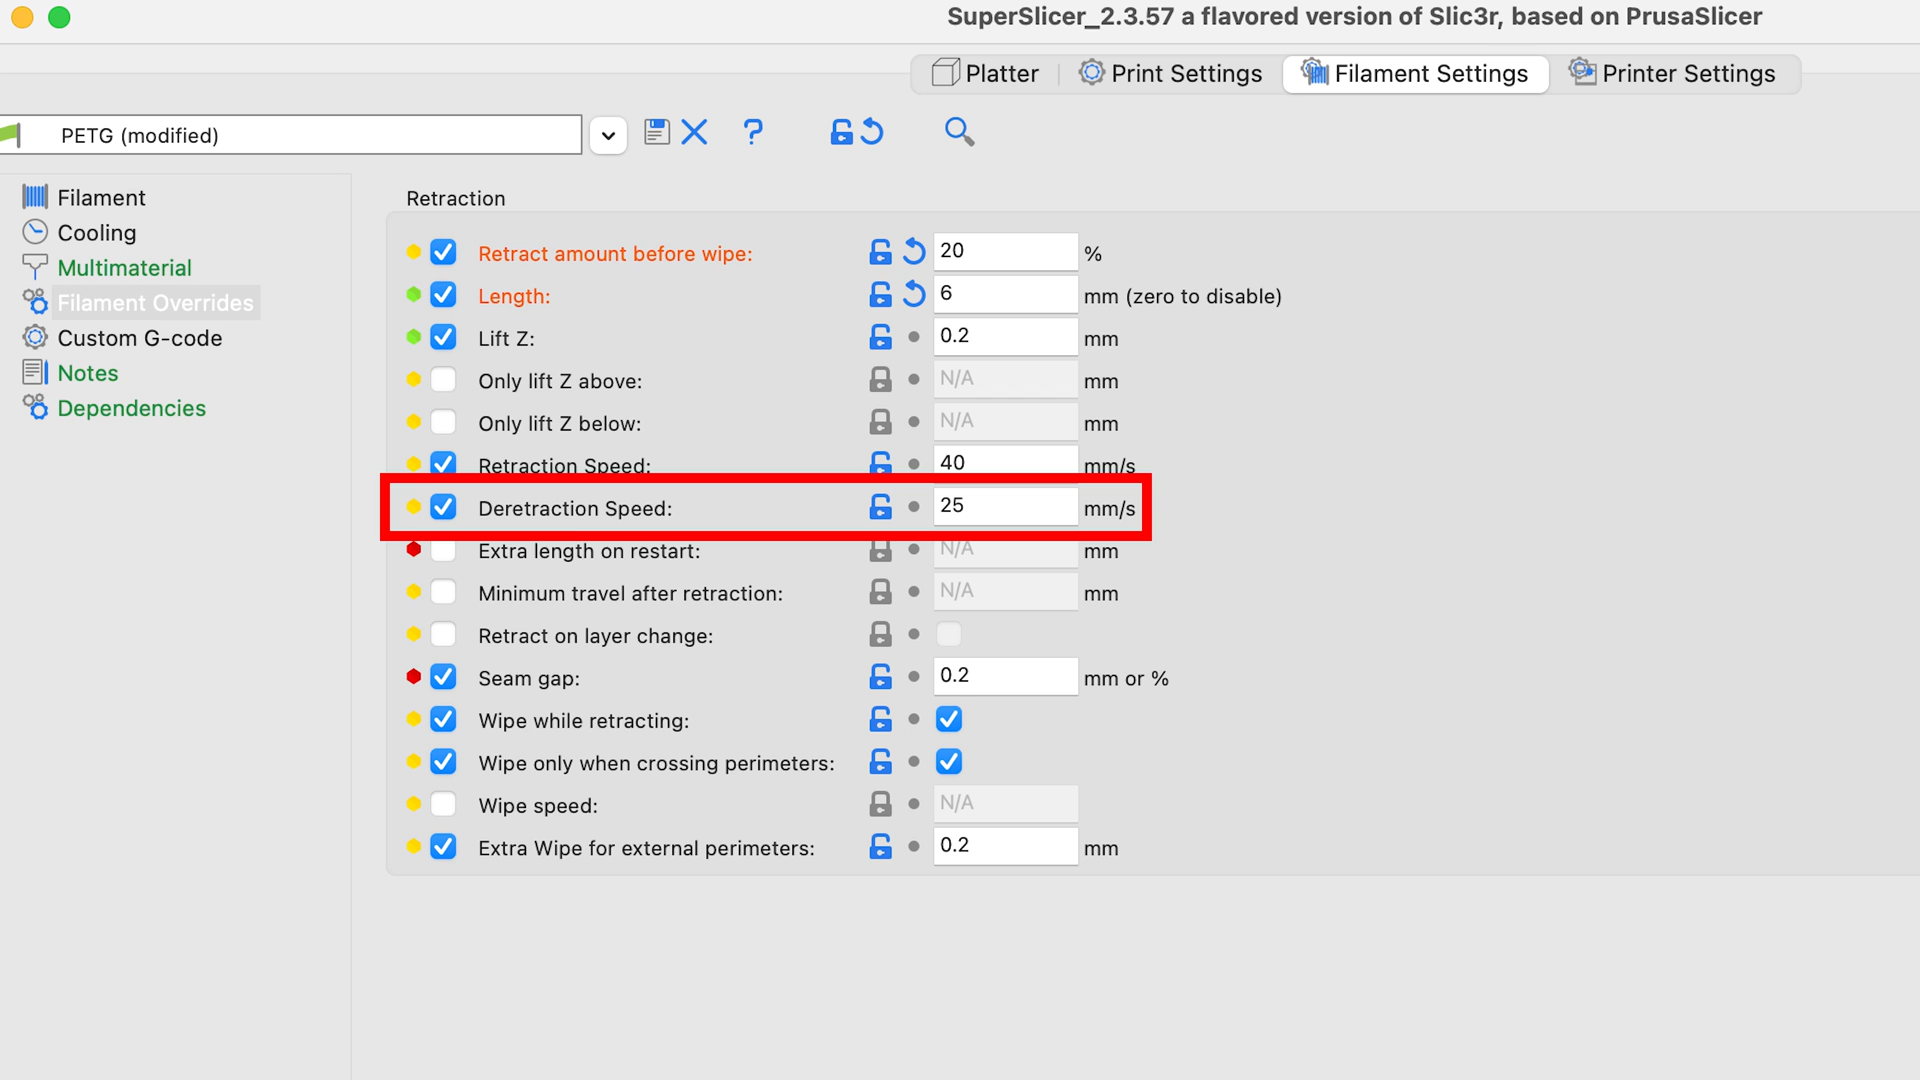 SuperSlicer_2.3.57 a flavored version of Slic3r, based on PrusaSlicer
Platter Print Settings Filament Settings Printer Settings
PETG (modified)
?
Filament
Cooling
Multimaterial
Filament Overrides
Custom G-code
Notes
Dependencies
Retraction
Retract amount before wipe: 20 %
Length: 6 mm (zero to disable)
Lift Z: 0.2 mm
Only lift Z above: N/A mm
Only lift Z below: N/A mm
Retraction Speed: 40 mm/s
Deretraction Speed: 25 mm/s
Extra length on restart: N/A mm
Minimum travel after retraction: N/A mm
Retract on layer change:
Seam gap: 0.2 mm or %
Wipe while retracting:
Wipe only when crossing perimeters:
Wipe speed: N/A
Extra Wipe for external perimeters: 0.2 mm